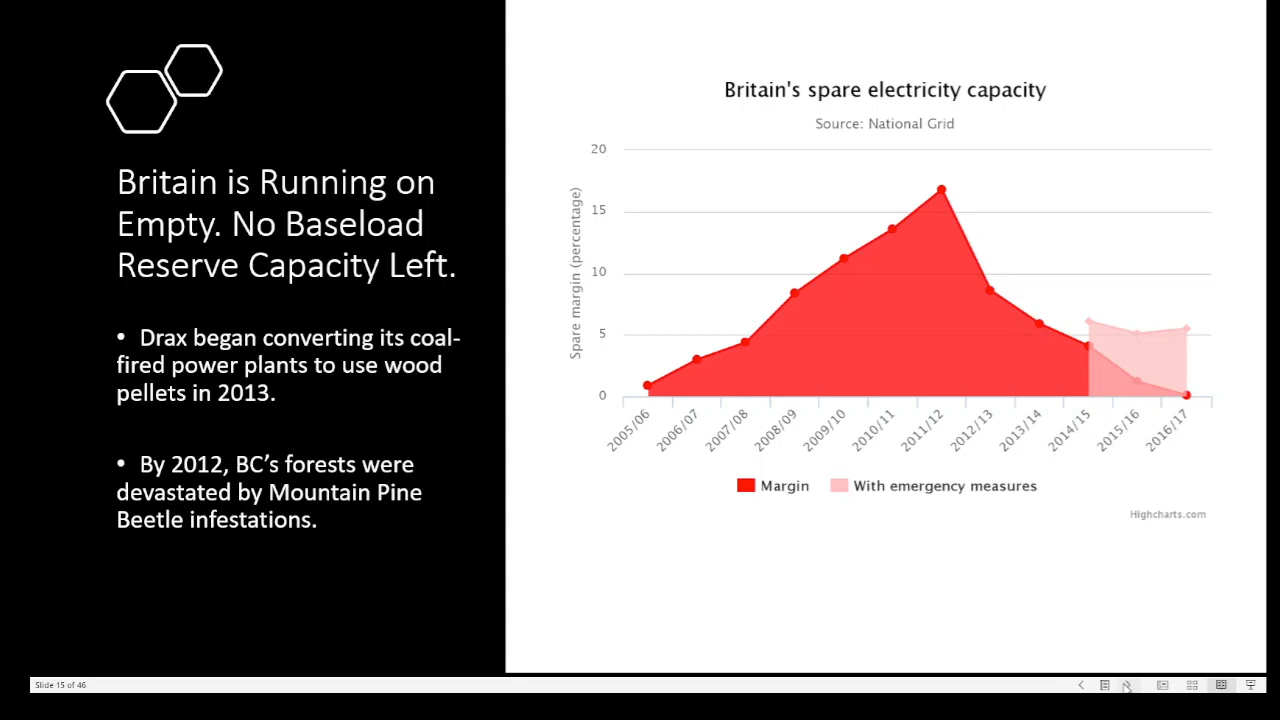 Britain is Running on
Empty. No Baseload
Reserve Capacity Left.
• Drax began converting its coal-
fired power plants to use wood
pellets in 2013.
• By 2012, BC’s forests were
devastated by Mountain Pine
Beetle infestations.
Britain's spare electricity capacity
Source: National Grid
Spare margin (percentage)
20
15
10
5
0
2005/06
2006/07
2007/08
2008/09
2009/10
2010/11
2011/12
2012/13
2013/14
2014/15
2015/16
2016/17
Margin
With emergency measures
Highcharts.com
Slide 15 of 46